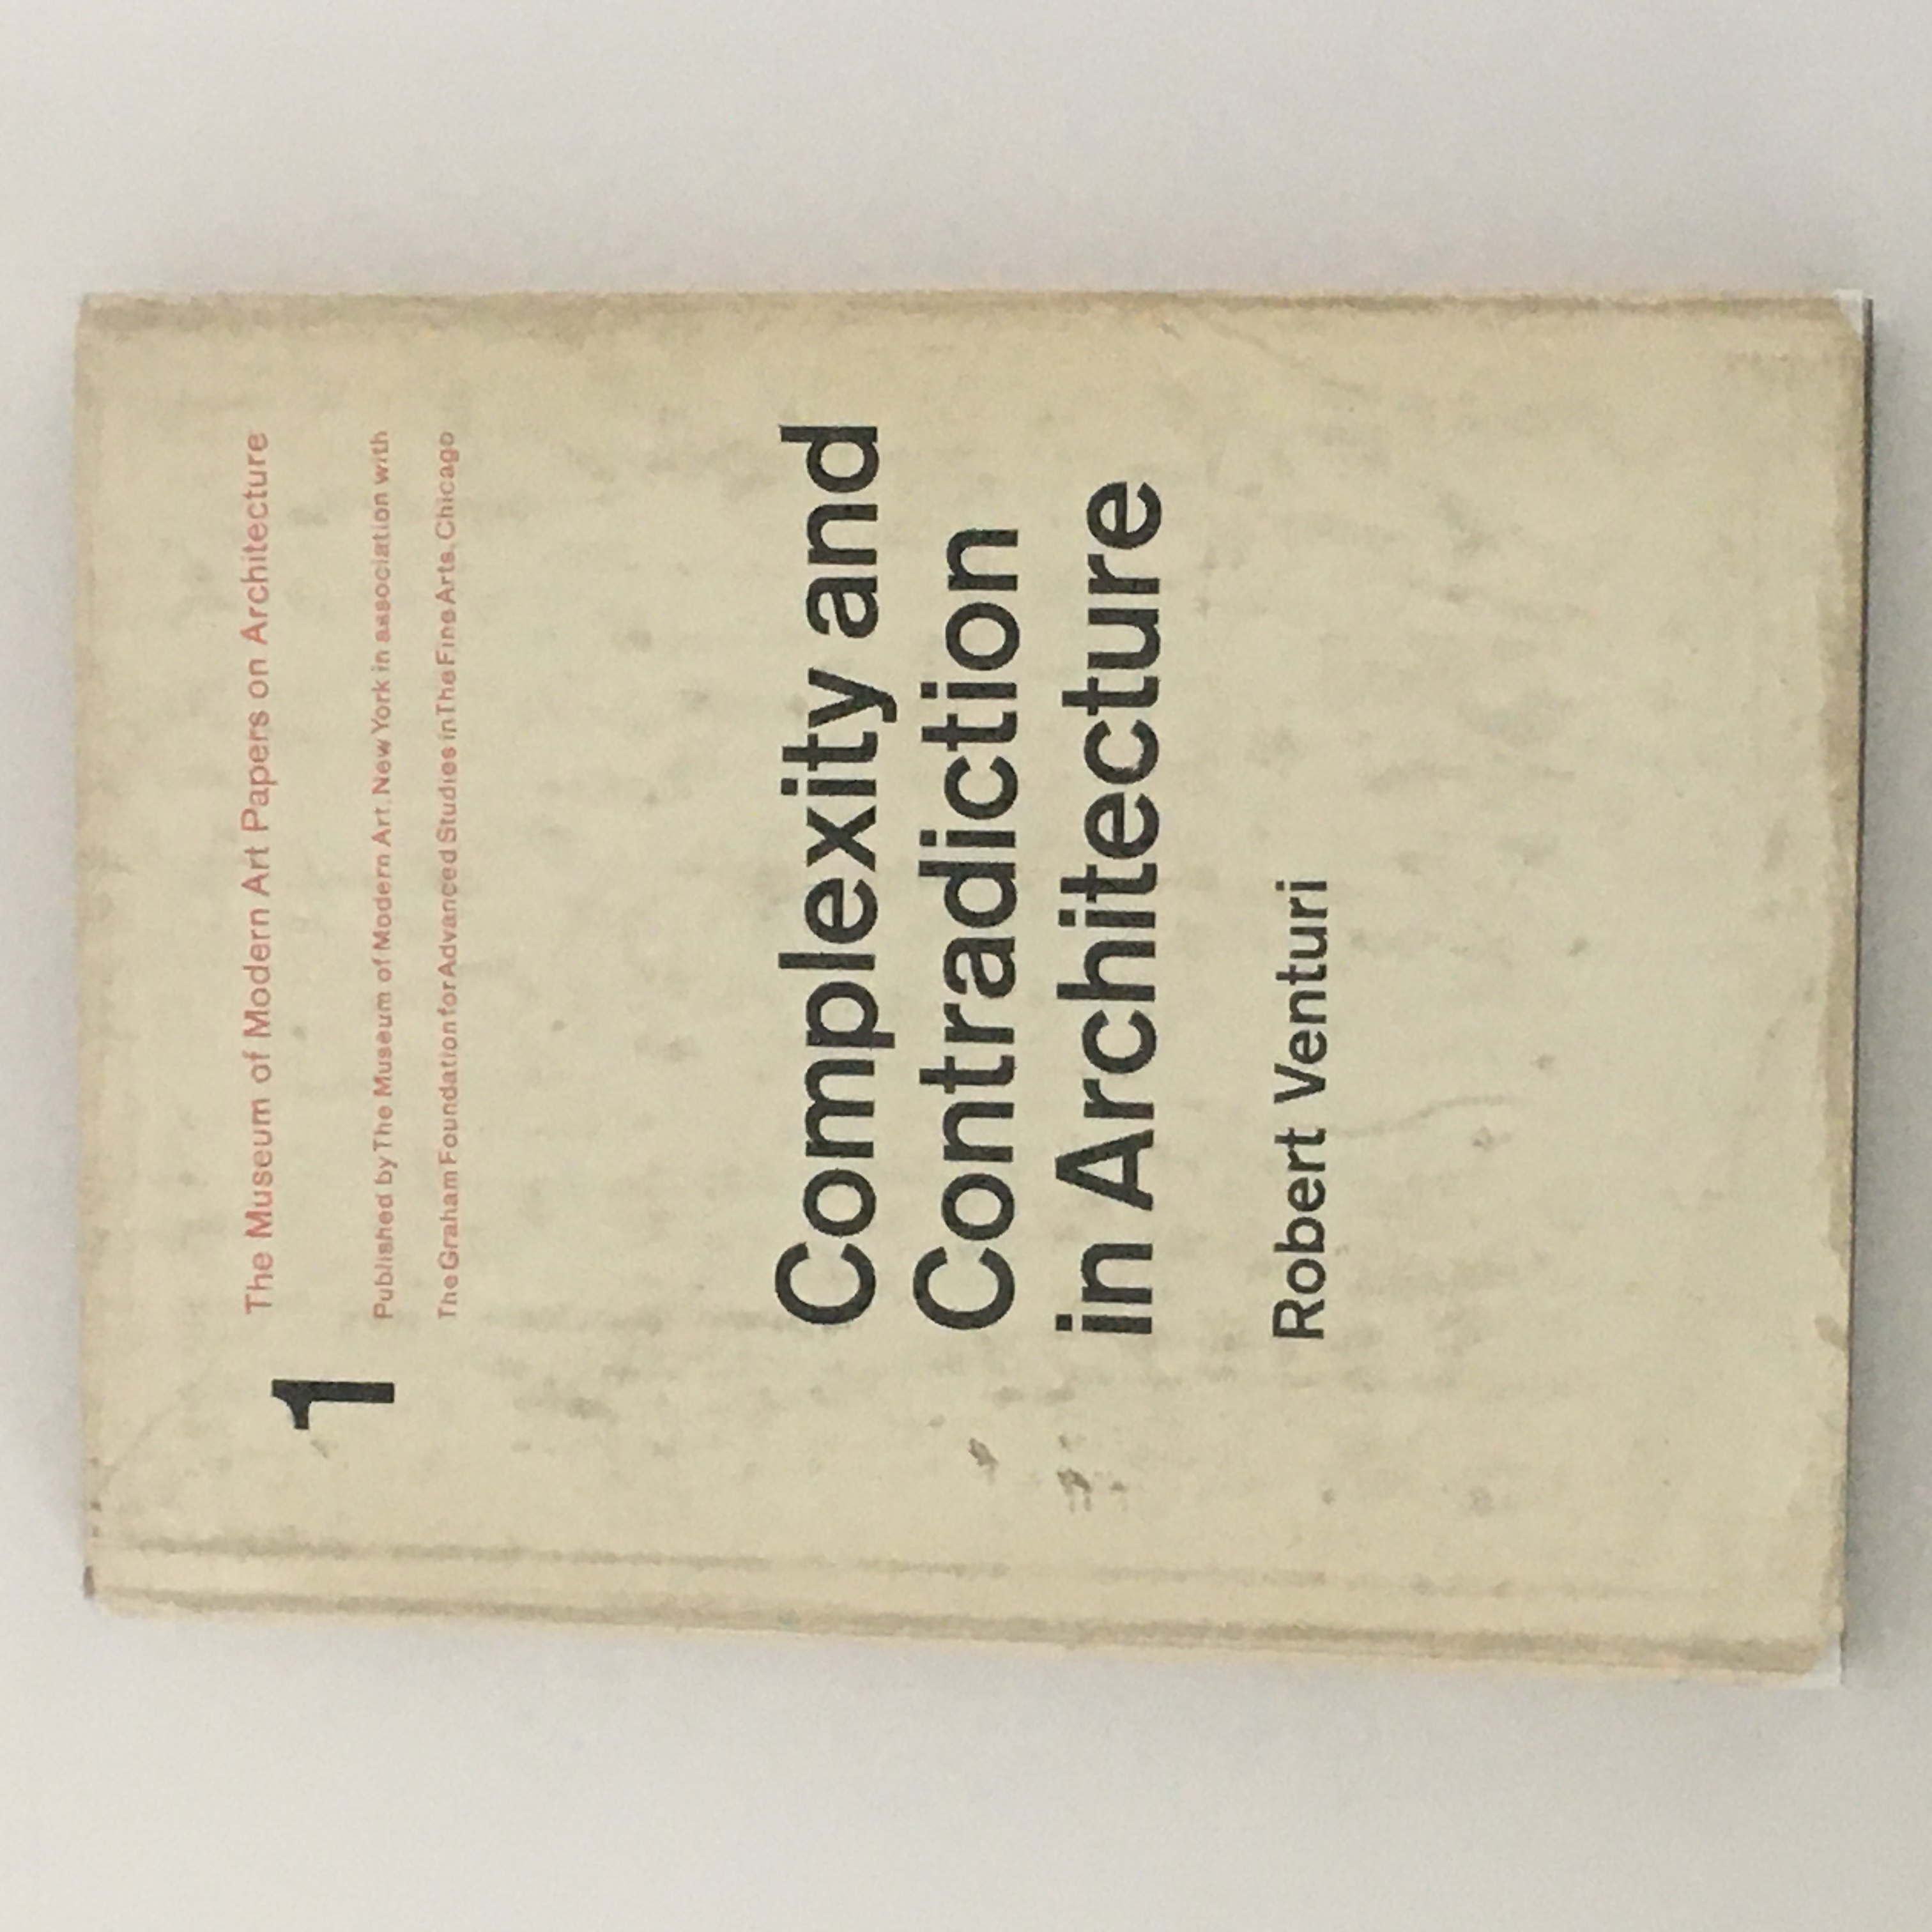 The Museum of Modern Art Papers on Architecture
1
Published by The Museum of Modern Art, New York in association with
The Graham Foundation for Advanced Studies in The Fine Arts, Chicago
Complexity and
Contradiction
in Architecture
Robert Venturi